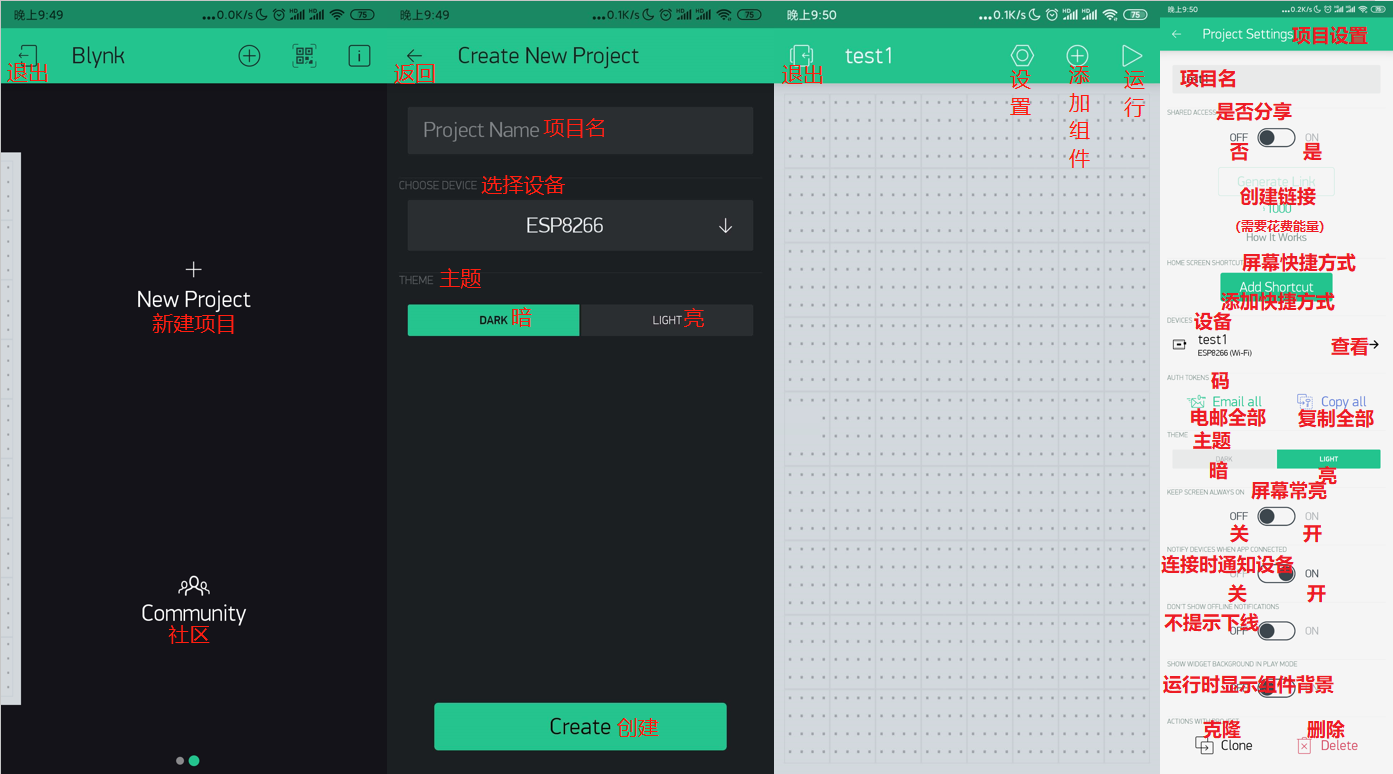 晚上9:49
...0.0K/s
HD
HD
75
Blynk
退出
New Project
新建项目
Community
社区
晚上9:49
...0.1K/s
HD
HD
75
Create New Project
返回
Project Name 项目名
CHOOSE DEVICE 选择设备
ESP8266
THEME 主题
DARK 暗
LIGHT 亮
Create 创建
晚上9:50
...0.1K/s
HD
HD
75
test1
退出
设置
添加组件
运行
晚上9:50
...0.2K/s
75
Project Settings 项目设置
项目名
SHARED ACCESS 是否分享
OFF
ON
否
是
Generate Link
创建链接
1000
(需要花费能量)
How It Works
HOME SCREEN SHORTCUT 屏幕快捷方式
Add Shortcut
添加快捷方式
DEVICES 设备
test1
ESP8266 (Wi-Fi)
查看
AUTH TOKENS 码
Email all
Copy all
电邮全部
复制全部
THEME 主题
DARK
LIGHT
暗
亮
KEEP SCREEN ALWAYS ON 屏幕常亮
OFF
ON
关
开
NOTIFY DEVICES WHEN APP CONNECTED
连接时通知设备
OFF
ON
关
开
DON'T SHOW OFFLINE NOTIFICATIONS
不提示下线
OFF
ON
SHOW WIDGET BACKGROUND IN PLAY MODE
运行时显示组件背景
ACTIONS WITH
克隆
删除
Clone
Delete